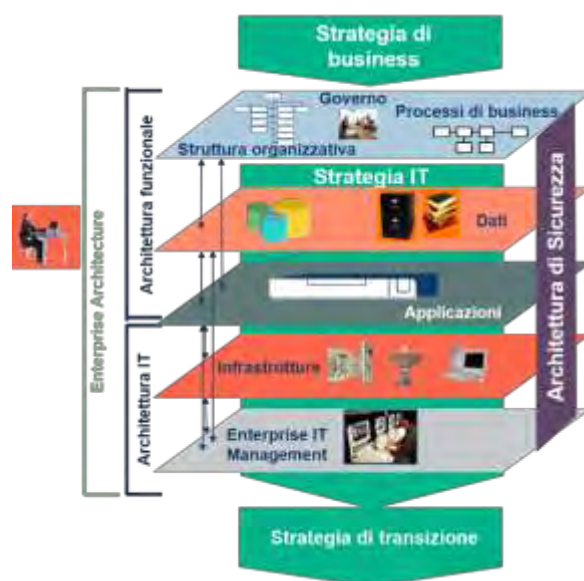 Strategia di
business
Governo
Processi di business
Struttura organizzativa
Strategia IT
Dati
Applicazioni
Infrastrutture
Enterprise IT
Management
Strategia di transizione
Enterprise Architecture
Architettura funzionale
Architettura IT
Architettura di Sicurezza